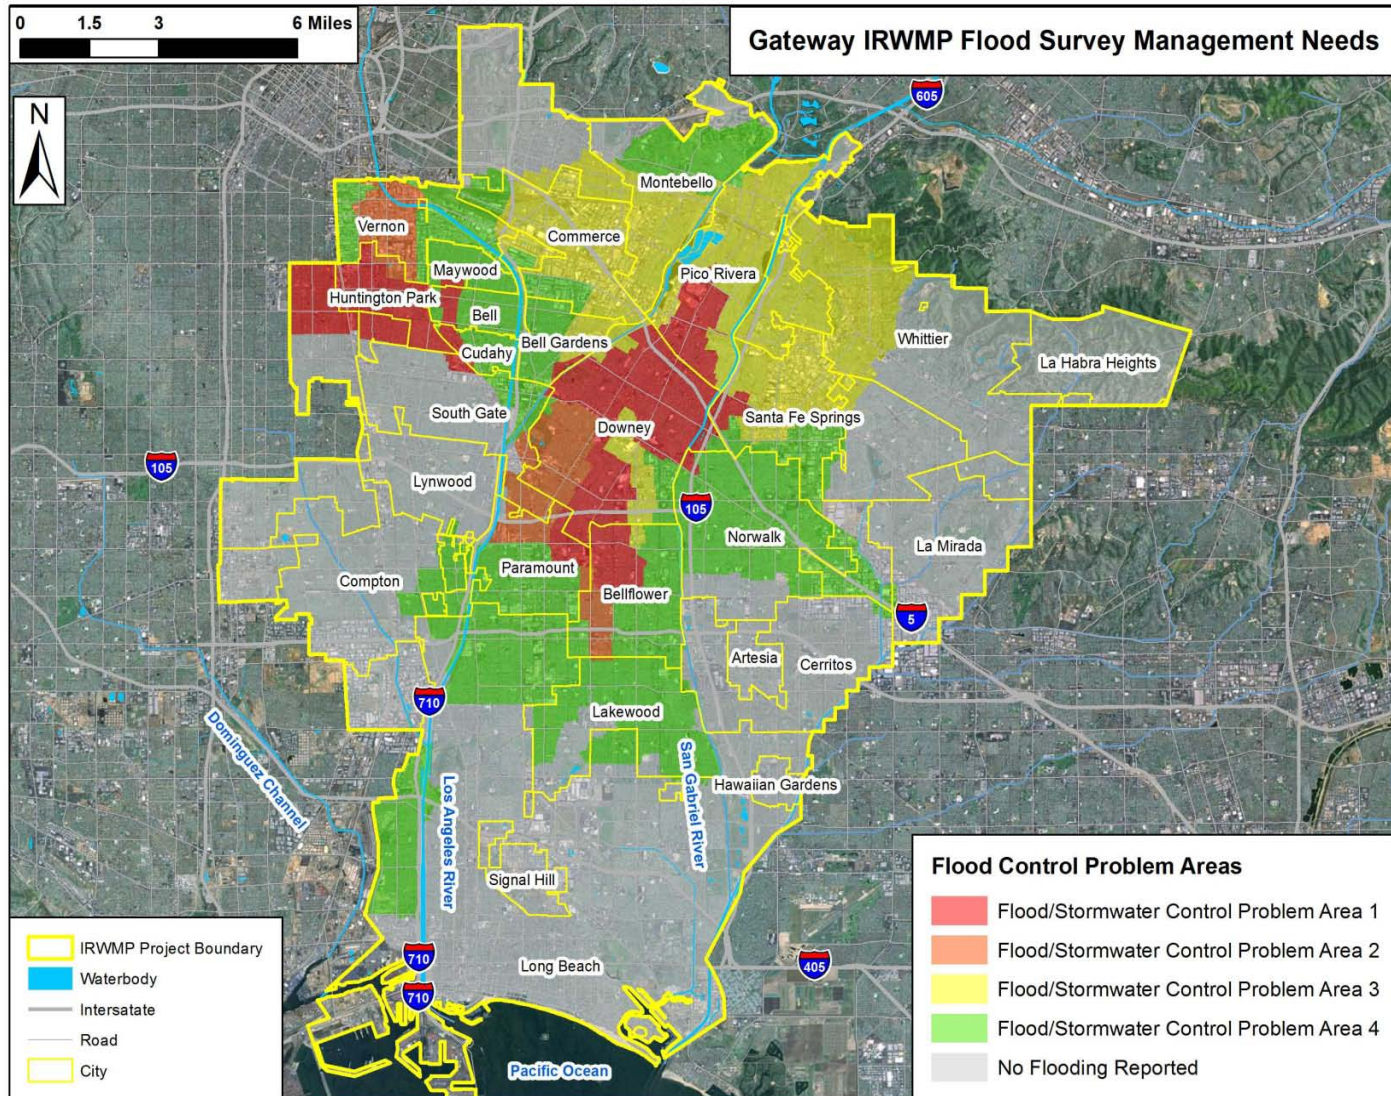 0 1.5 3 6 Miles
Gateway IRWMP Flood Survey Management Needs
N
605
Montebello
Vernon
Commerce
Maywood
Pico Rivera
Huntington Park
Bell
Whittier
Bell Gardens
Cudahy
La Habra Heights
South Gate
Santa Fe Springs
Downey
105
Lynwood
105
Norwalk
La Mirada
Paramount
Compton
Bellflower
5
Artesia
Cerritos
710
Lakewood
Dominguez Channel
Los Angeles River
San Gabriel River
Hawaiian Gardens
Signal Hill
Long Beach
710
405
710
Pacific Ocean
IRWMP Project Boundary
Waterbody
Intersatate
Road
City
Flood Control Problem Areas
Flood/Stormwater Control Problem Area 1
Flood/Stormwater Control Problem Area 2
Flood/Stormwater Control Problem Area 3
Flood/Stormwater Control Problem Area 4
No Flooding Reported